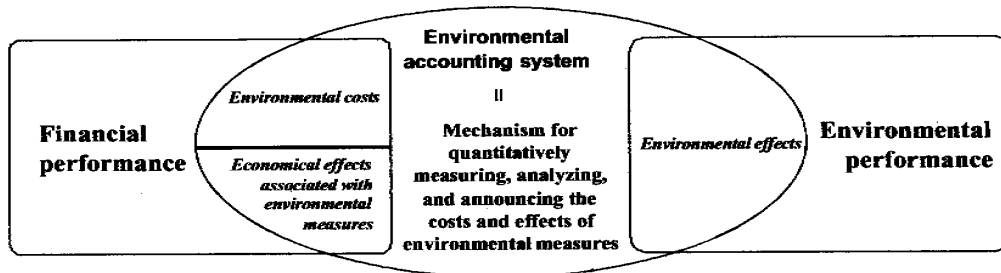 Financial
performance
Environmental costs
Economical effects
associated with
environmental
measures
Environmental
accounting system
=
Mechanism for
quantitatively
measuring, analyzing,
and announcing the
costs and effects of
environmental measures
Environmental effects
Environmental
performance